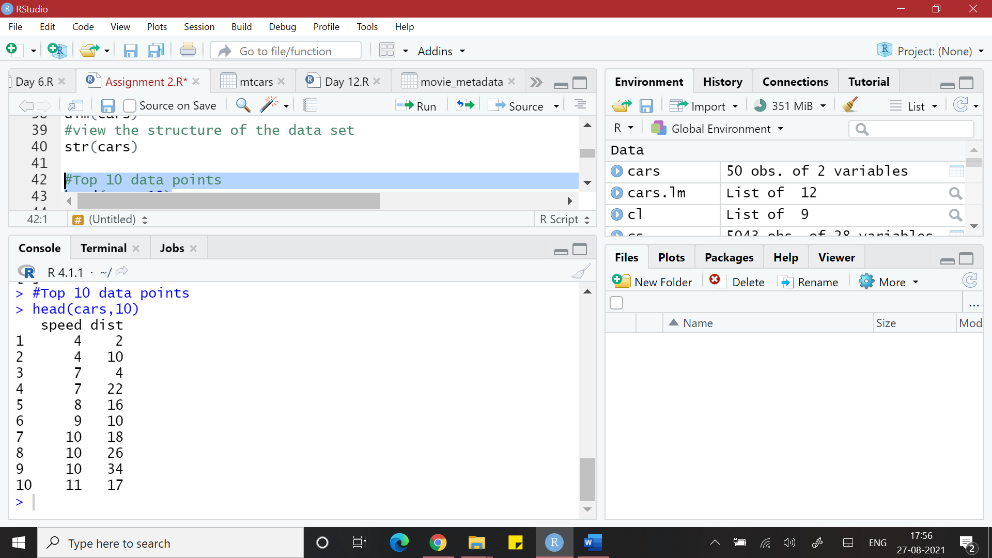 RStudio
File Edit Code View Plots Session Build Debug Profile Tools Help
Go to file/function Addins Project: (None)
Day 6.R Assignment 2.R* mtcars Day 12.R movie_metadata
Source on Save Run Source
39 #view the structure of the data set
40 str(cars)
41
42 #Top 10 data points
43
42:1 # (Untitled) R Script
Console Terminal Jobs
R 4.1.1 · ~/
> #Top 10 data points
> head(cars,10)
speed dist
1 4 2
2 4 10
3 7 4
4 7 22
5 8 16
6 9 10
7 10 18
8 10 26
9 10 34
10 11 17
>
Environment History Connections Tutorial
Import 351 MiB List
R Global Environment
Data
cars 50 obs. of 2 variables
cars.lm List of 12
cl List of 9
5043 obs. of 28 variables
Files Plots Packages Help Viewer
New Folder Delete Rename More
...
Name Size Mod
Type here to search
ENG 17:56
27-08-2021 2